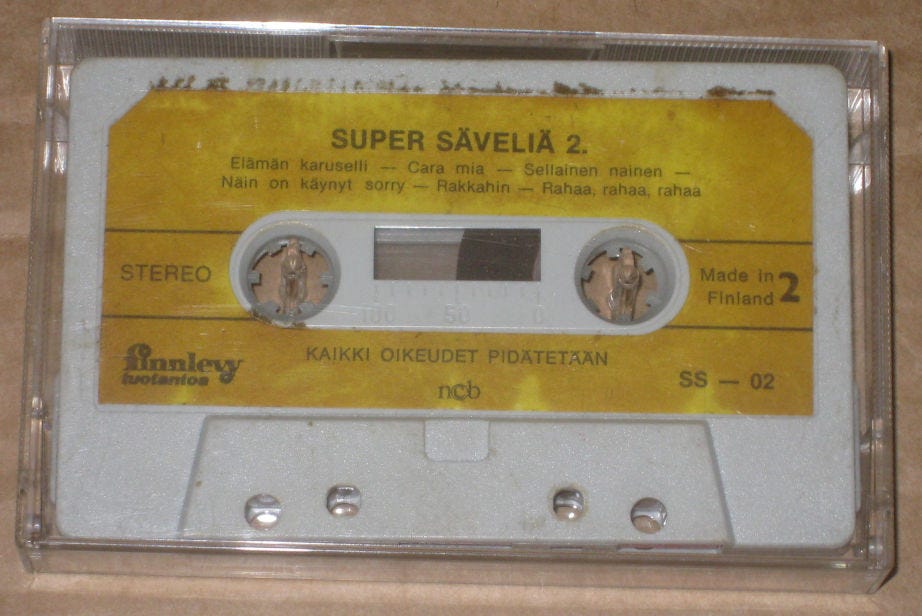 SUPER SÄVELIÄ 2.
Elämän karuselli — Cara mia — Sellainen nainen —
Näin on käynyt sorry — Rakkahin — Rahaa, rahaa, rahaa
STEREO
Made in
Finland
2
100 50 0
finnlevy
tuotantoa
KAIKKI OIKEUDET PIDÄTETÄÄN
ncb
SS — 02